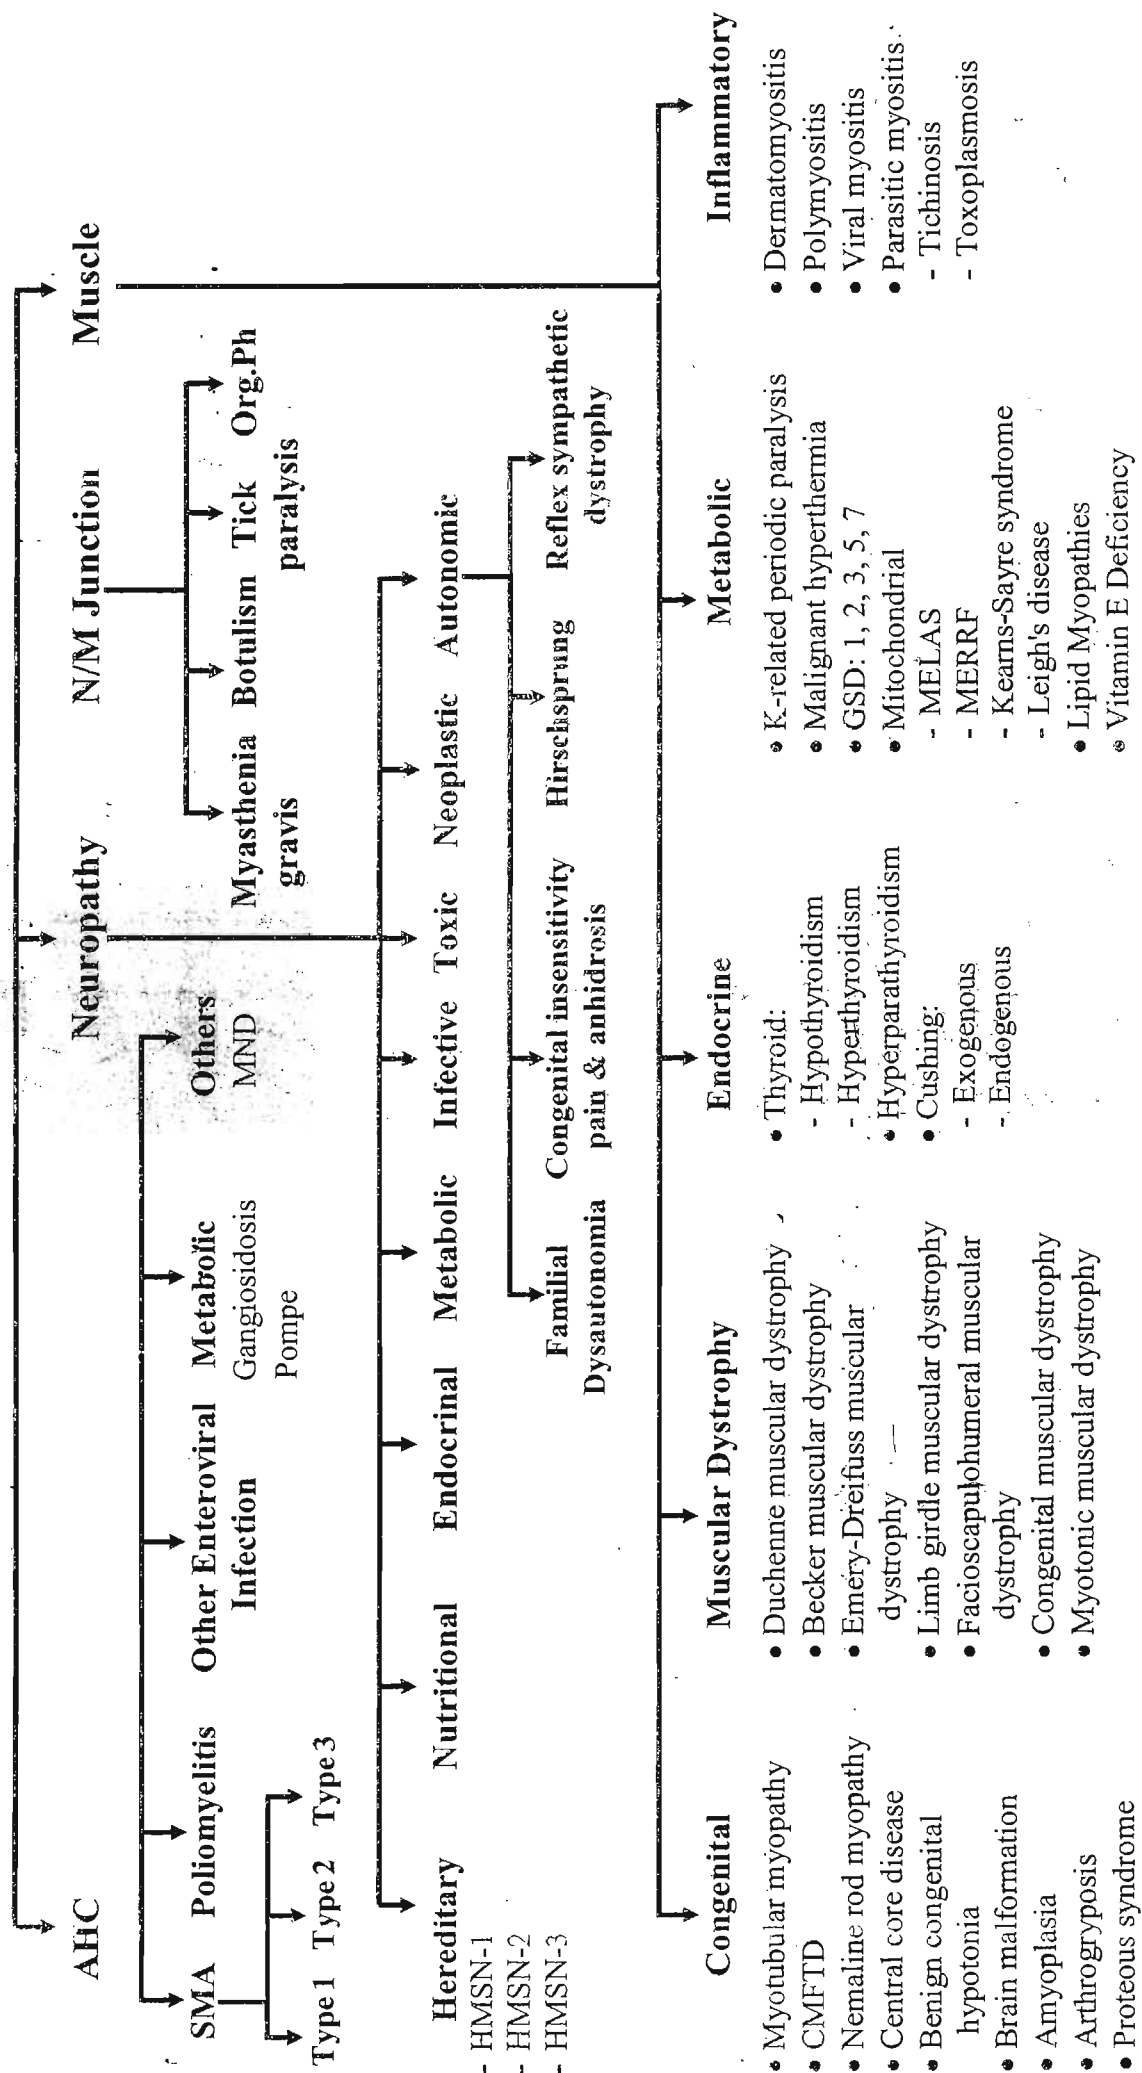 AHC
Neuropathy
N/M Junction
Muscle
SMA
Poliomyelitis
Other Enteroviral
Infection
Metabolic
Gangiosidosis
Pompe
Others
MND
Type 1
Type 2
Type 3
Myasthenia
gravis
Botulism
Tick
paralysis
Org.Ph
Hereditary
- HMSN-1
- HMSN-2
- HMSN-3
Nutritional
Endocrinal
Metabolic
Infective
Toxic
Neoplastic
Autonomic
Familial
Dysautonomia
Congenital insensitivity
pain & anhidrosis
Hirschsprung
Reflex sympathetic
dystrophy
Congenital
• Myotubular myopathy
• CMFTD
• Nemaline rod myopathy
• Central core disease
• Benign congenital
hypotonia
• Brain malformation
• Amyoplasia
• Arthrogryposis
• Proteous syndrome
Muscular Dystrophy
• Duchenne muscular dystrophy
• Becker muscular dystrophy
• Emery-Dreifuss muscular
dystrophy
• Limb girdle muscular dystrophy
• Facioscapulohumeral muscular
dystrophy
• Congenital muscular dystrophy
• Myotonic muscular dystrophy
Endocrine
• Thyroid:
- Hypothyroidism
- Hyperthyroidism
• Hyperparathyroidism
• Cushing:
- Exogenous
- Endogenous
Metabolic
• K-related periodic paralysis
• Malignant hyperthermia
• GSD: 1, 2, 3, 5, 7
• Mitochondrial
- MELAS
- MERRF
- Kearns-Sayre syndrome
- Leigh's disease
• Lipid Myopathies
• Vitamin E Deficiency
Inflammatory
• Dermatomyositis
• Polymyositis
• Viral myositis
• Parasitic myositis
- Tichinosis
- Toxoplasmosis